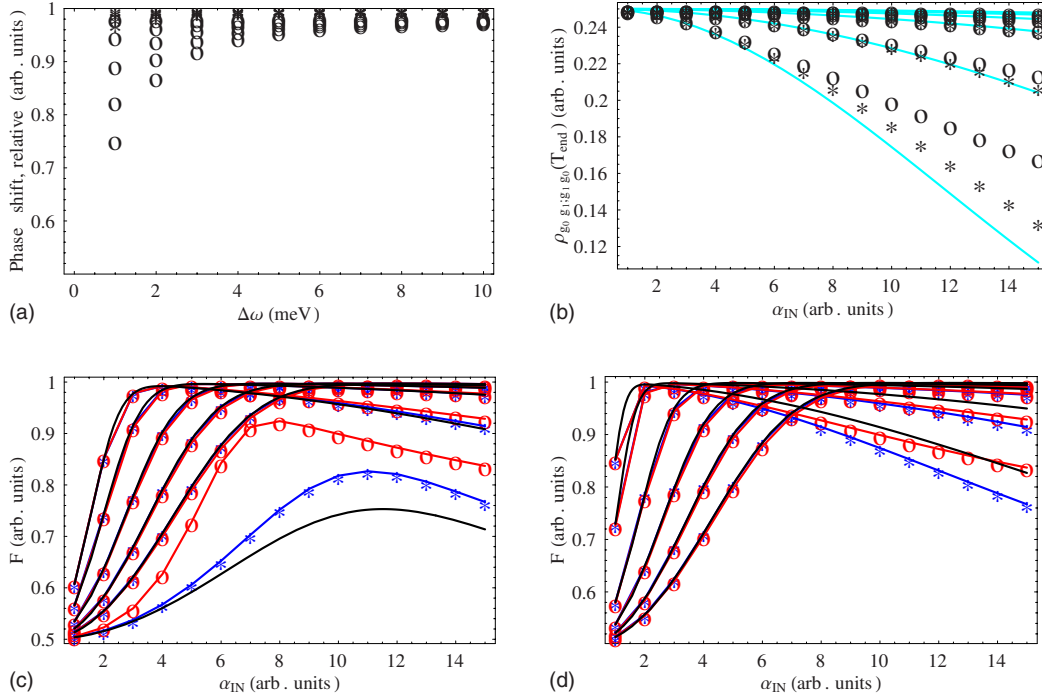 Phase shift, relative (arb. units)
1
0.9
0.8
0.7
0.6
0 2 4 6 8 10
Δω (meV)
(a)
ρg₀ g₁;g₁ g₀(Tend) (arb. units)
0.24
0.22
0.2
0.18
0.16
0.14
0.12
2 4 6 8 10 12 14
αIN (arb. units)
(b)
F (arb. units)
1
0.9
0.8
0.7
0.6
0.5
2 4 6 8 10 12 14
αIN (arb. units)
(c)
F (arb. units)
1
0.9
0.8
0.7
0.6
2 4 6 8 10 12 14
αIN (arb. units)
(d)